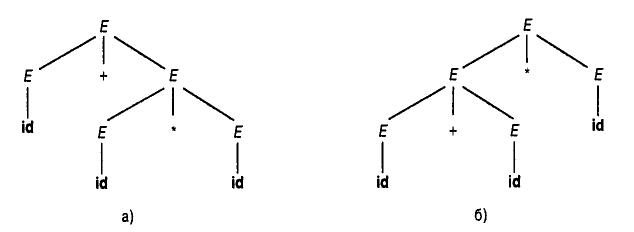 E E
E + E E * E
id E * E E + E id
id id id id
а) б)